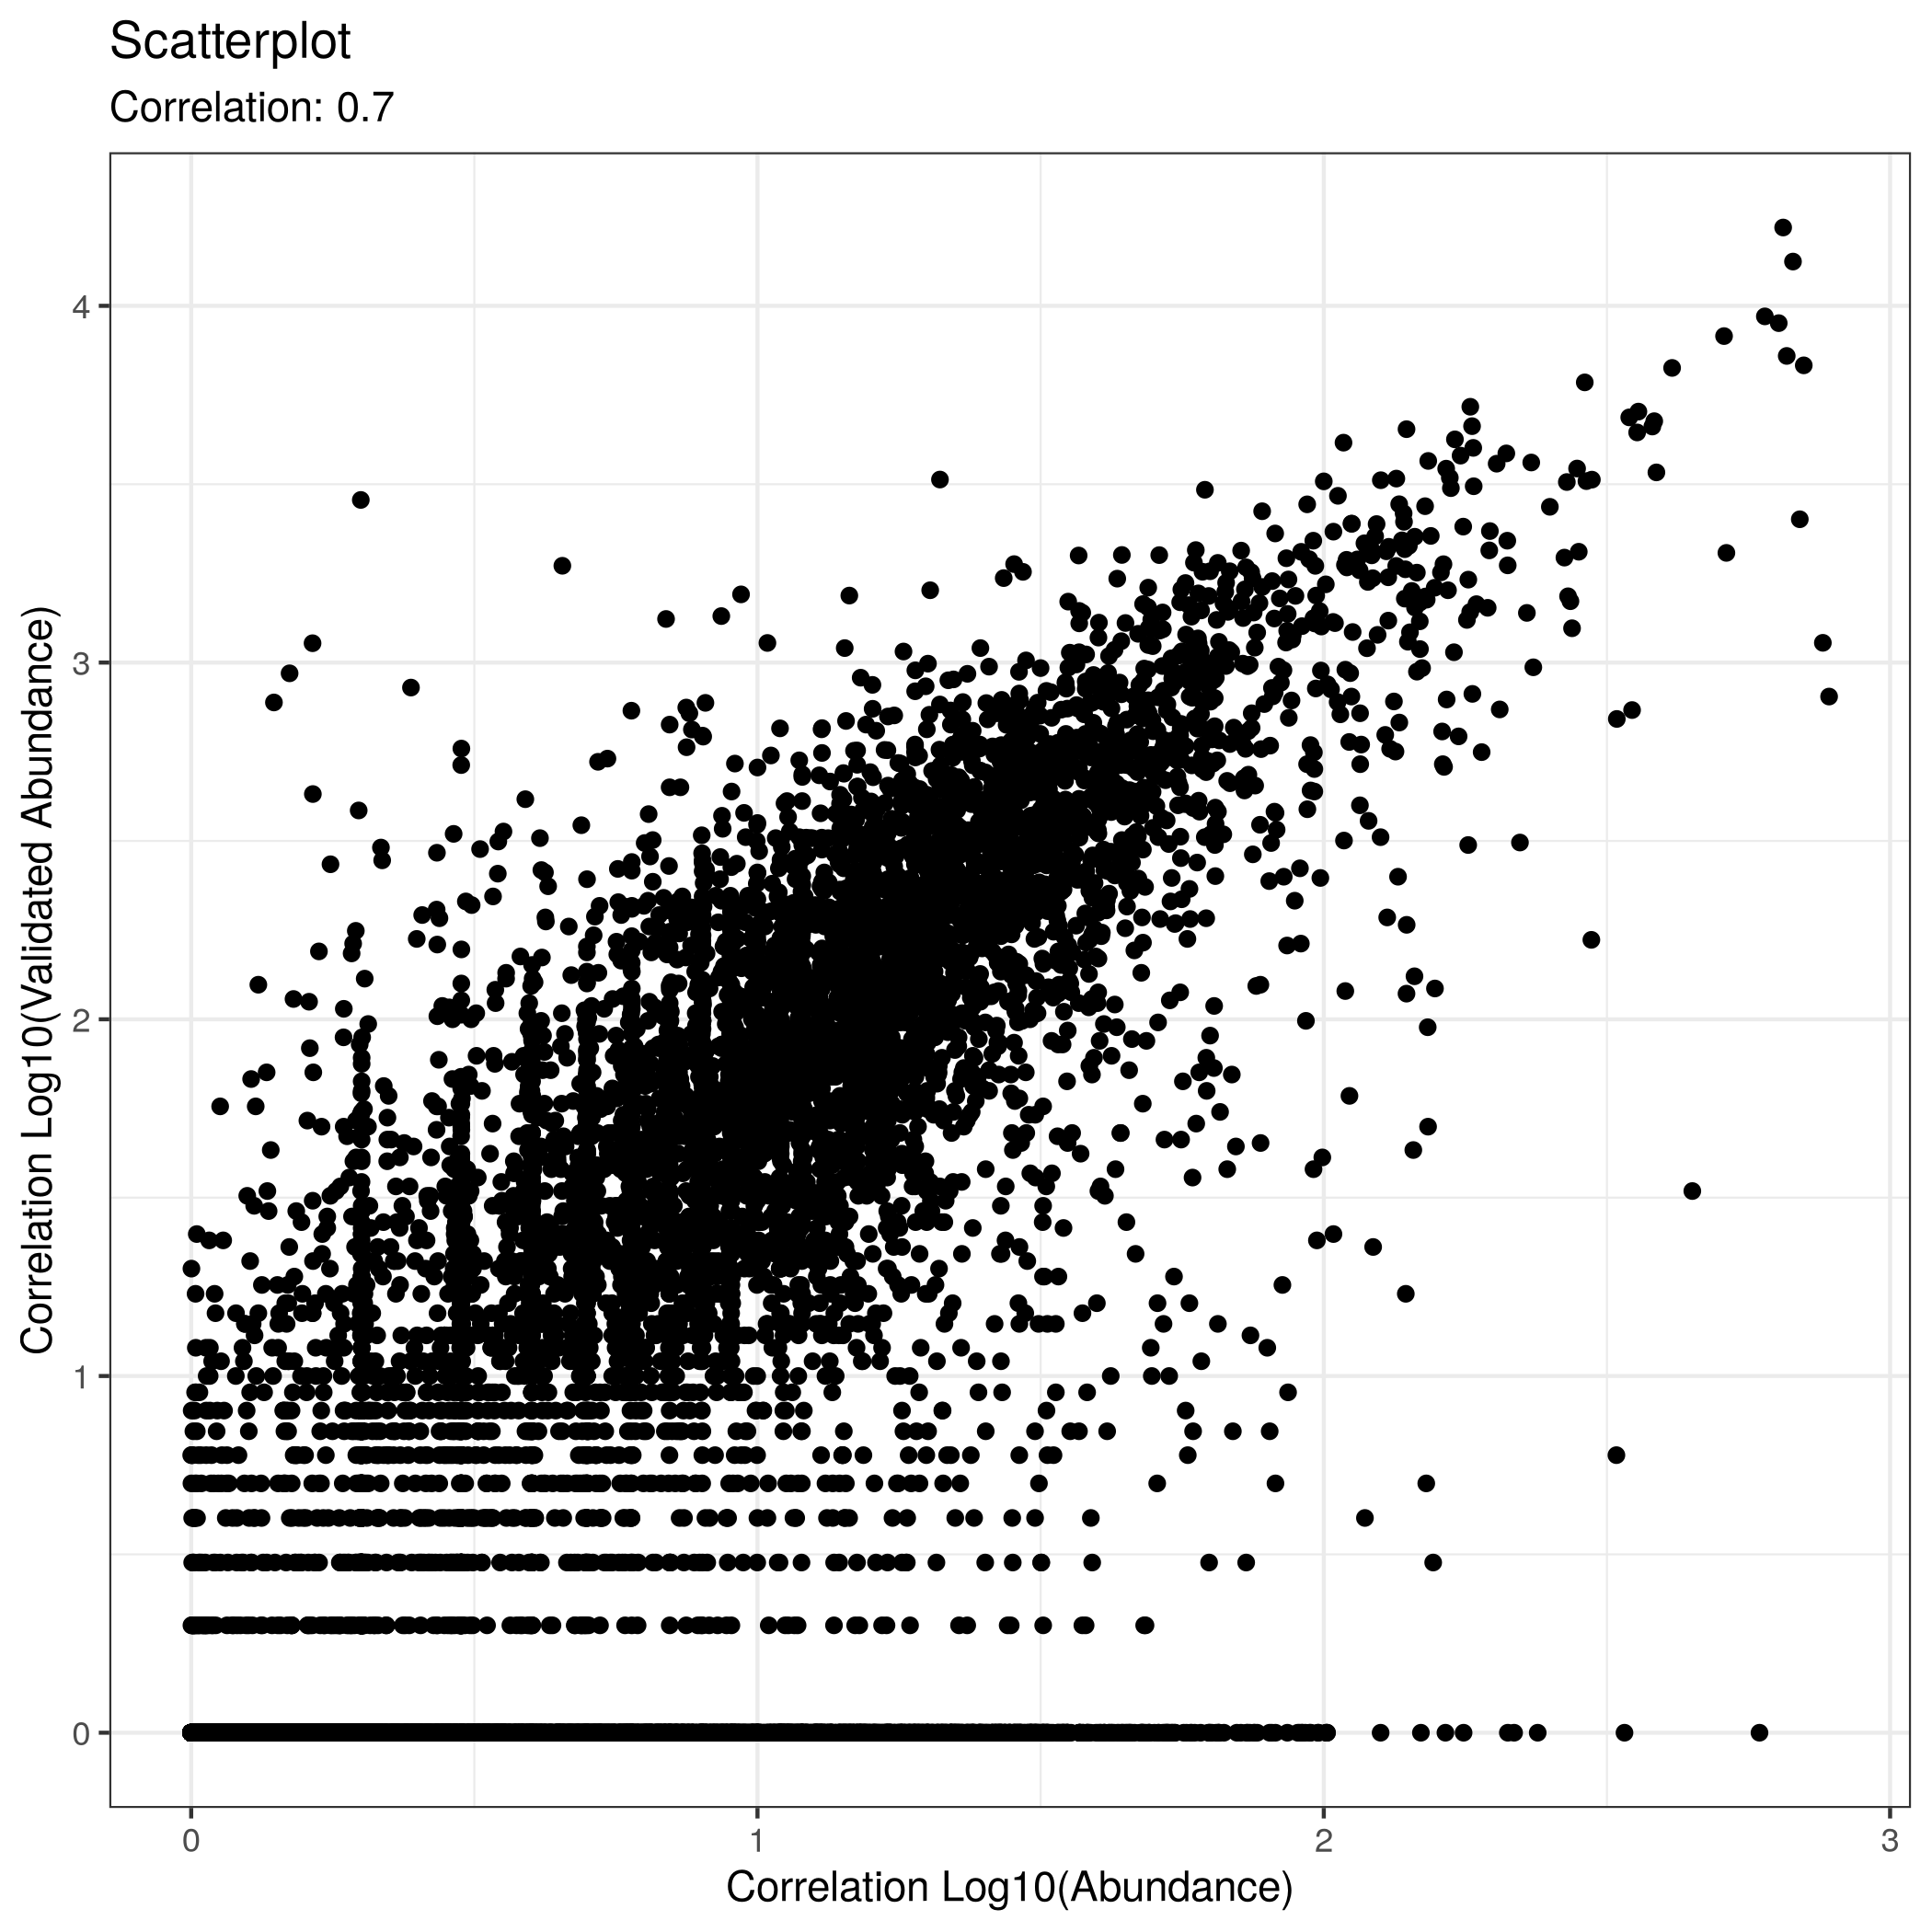 Scatterplot
Correlation: 0.7
4
3
2
1
0
Correlation Log10(Validated Abundance)
0 1 2 3
Correlation Log10(Abundance)